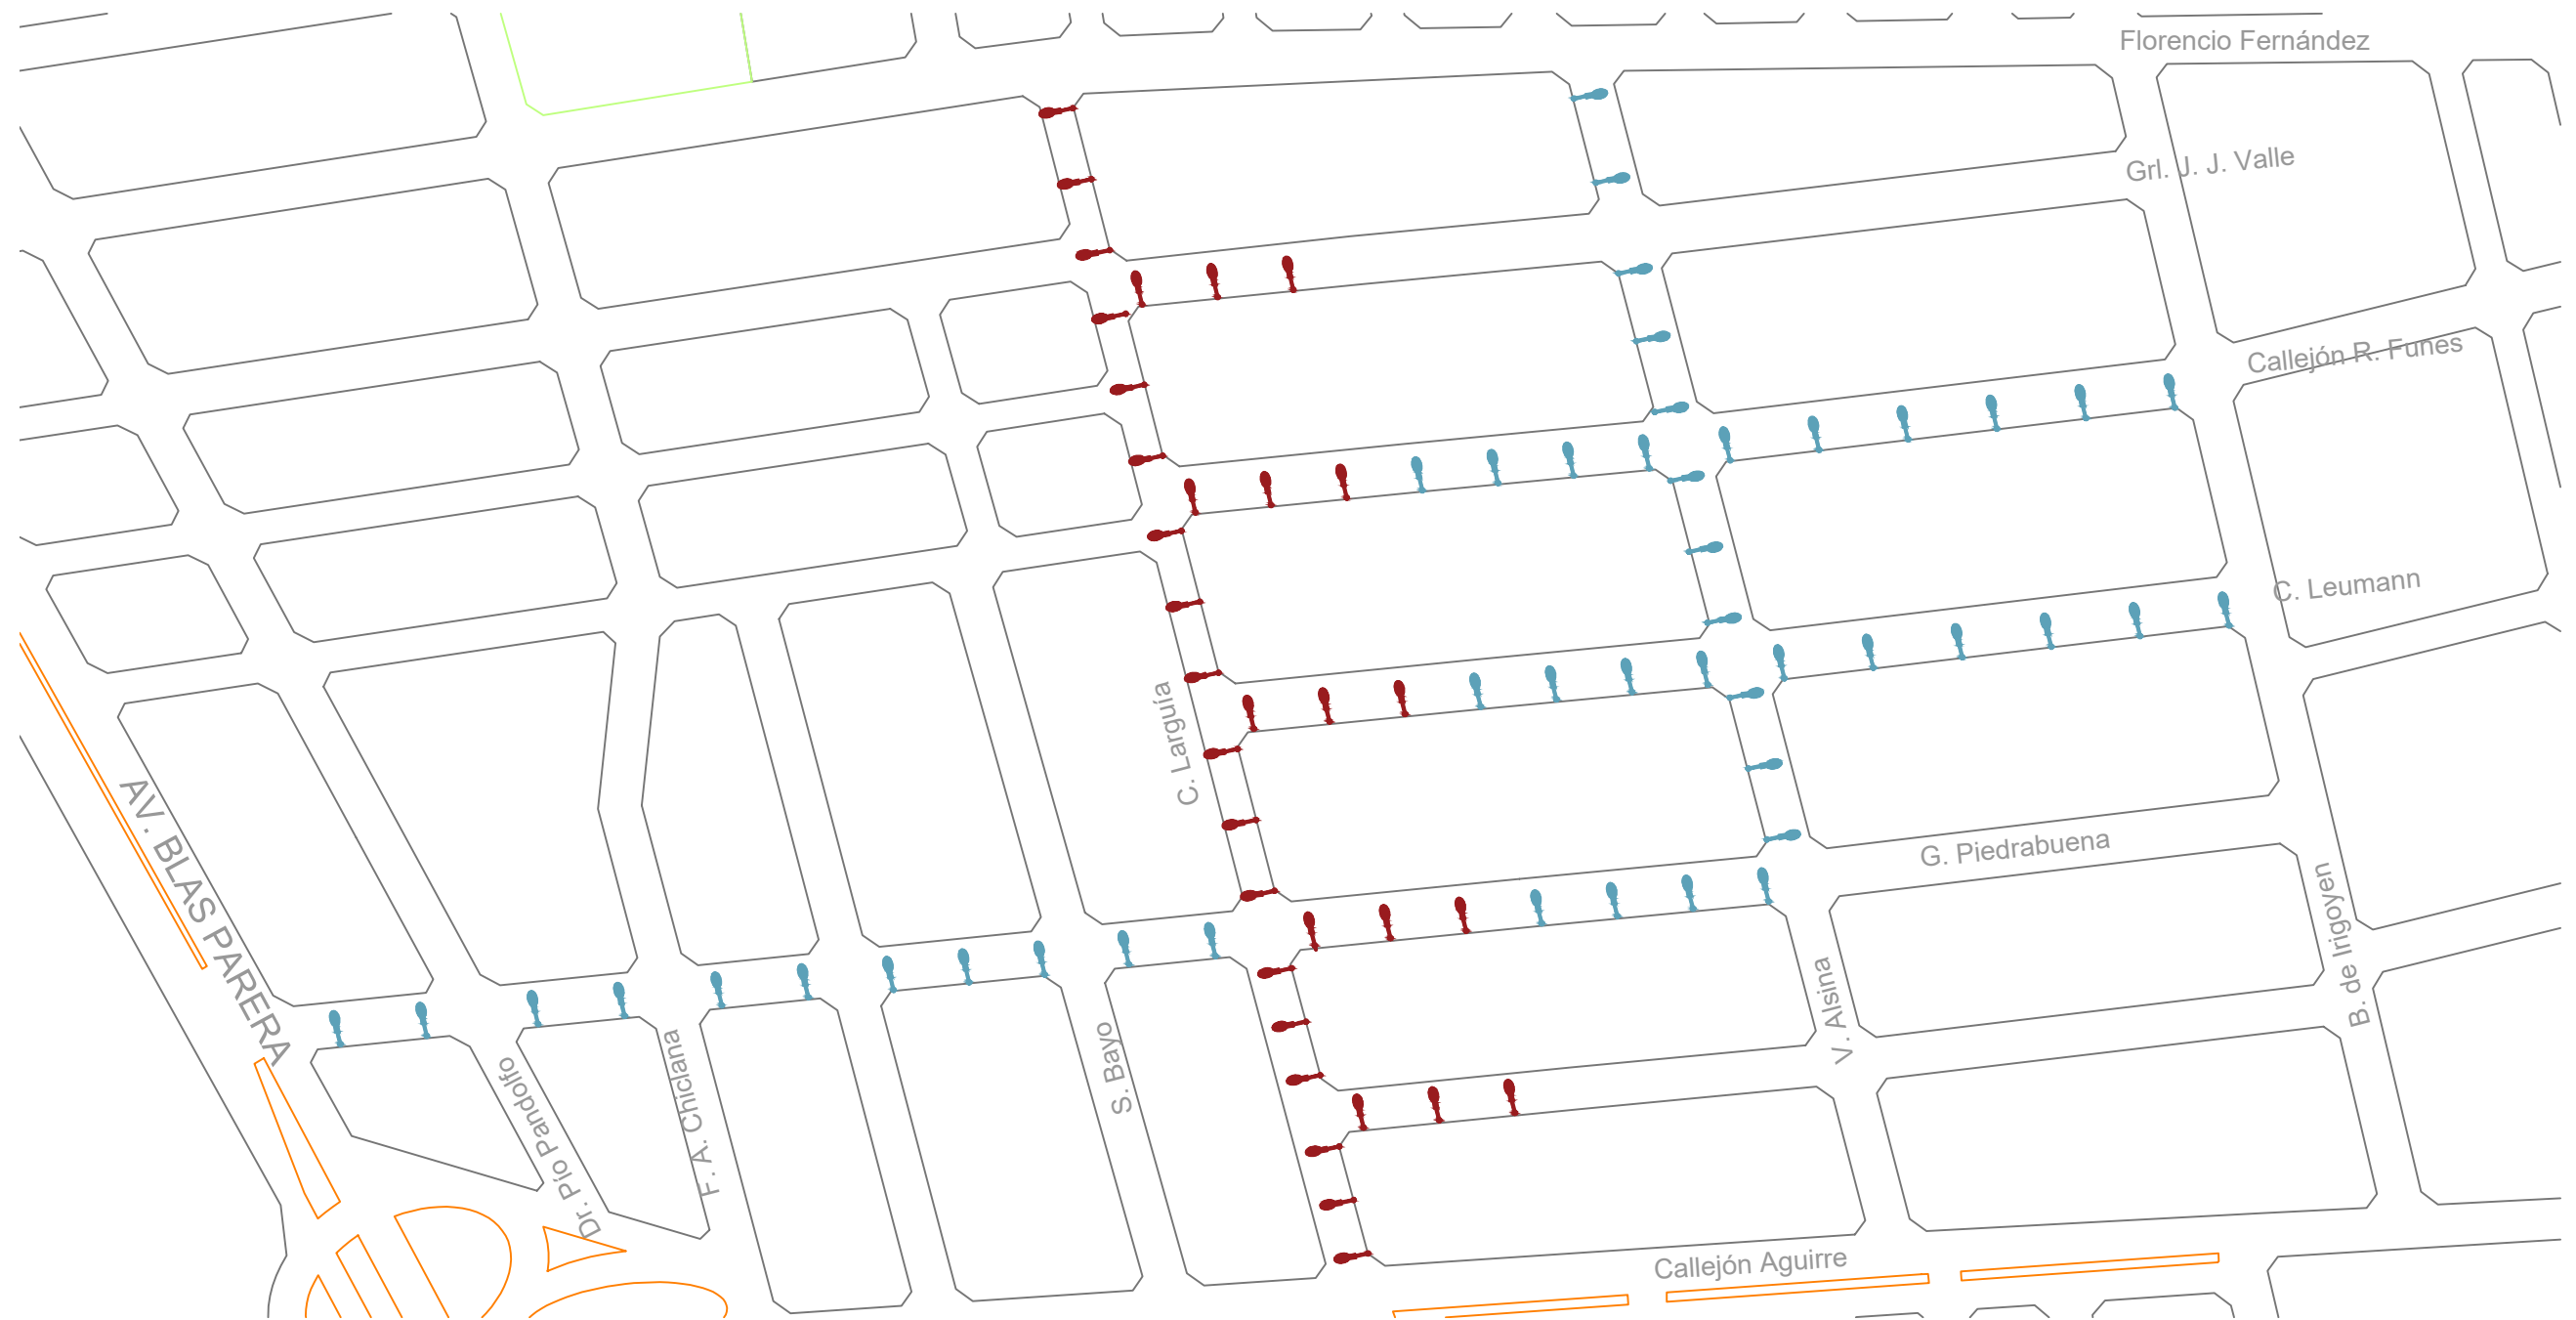 Florencio Fernández
Grl. J. J. Valle
Callejón R. Funes
C. Leumann
C. Larguía
AV. BLAS PARERA
G. Piedrabuena
B. de Irigoyen
V. Alsina
S. Bayo
F. A. Chiclana
Dr. Pío Pandolfo
Callejón Aguirre